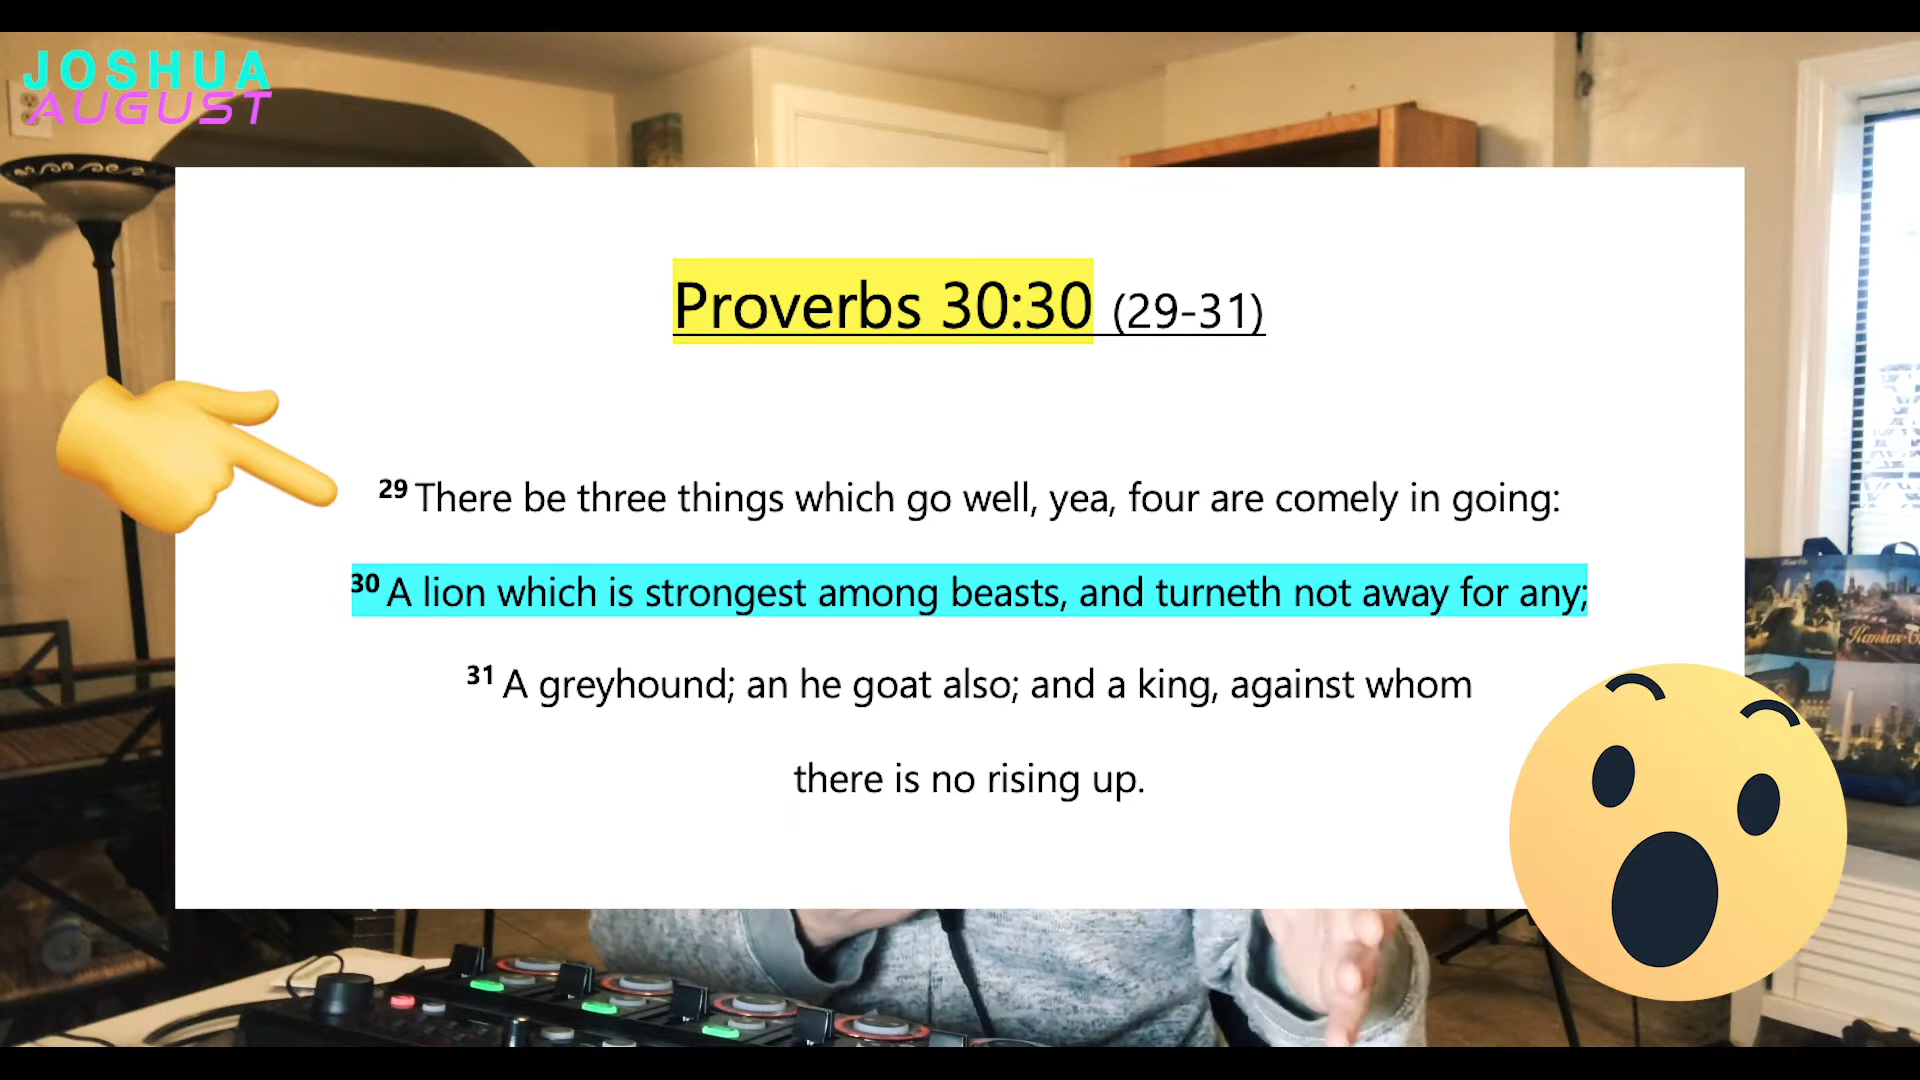 JOSHUA
AUGUST
Proverbs 30:30 (29-31)
29 There be three things which go well, yea, four are comely in going:
30 A lion which is strongest among beasts, and turneth not away for any;
31 A greyhound; an he goat also; and a king, against whom
there is no rising up.